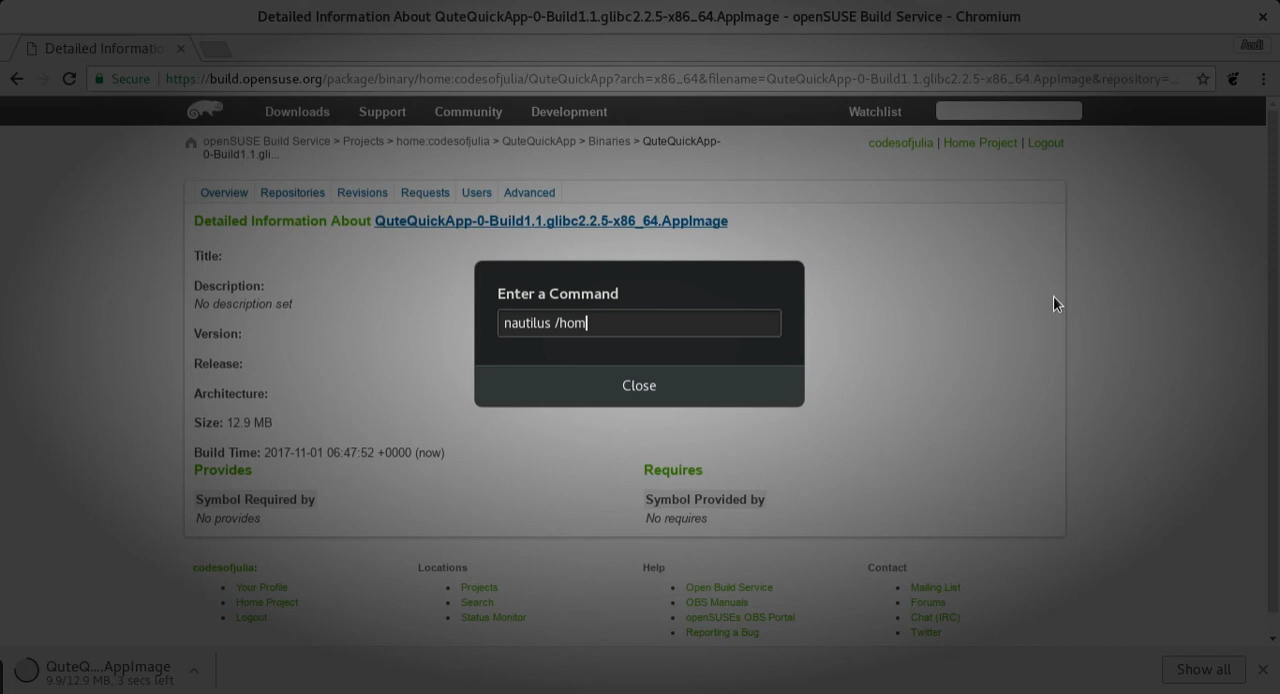 Detailed Information About QuteQuickApp-0-Build1.1.glibc2.2.5-x86_64.AppImage - openSUSE Build Service - Chromium
Detailed Informatio
Audi
Secure
https://build.opensuse.org/package/binary/home:codesofjulia/QuteQuickApp?arch=x86_64&filename=QuteQuickApp-0-Build1.1.glibc2.2.5-x86_64.AppImage&repository=...
Downloads Support Community Development Watchlist
openSUSE Build Service > Projects > home:codesofjulia > QuteQuickApp > Binaries > QuteQuickApp-
0-Build1.1.gli...
codesofjulia | Home Project | Logout
Overview Repositories Revisions Requests Users Advanced
Detailed Information About QuteQuickApp-0-Build1.1.glibc2.2.5-x86_64.AppImage
Title:
Description:
No description set
Version:
Release:
Architecture:
Size: 12.9 MB
Build Time: 2017-11-01 06:47:52 +0000 (now)
Enter a Command
nautilus /hom
Close
Provides Requires
Symbol Required by Symbol Provided by
No provides No requires
codesofjulia: Locations Help Contact
Your Profile Projects Open Build Service Mailing List
Home Project Search OBS Manuals Forums
Logout Status Monitor openSUSEs OBS Portal Chat (IRC)
Reporting a Bug Twitter
QuteQ....AppImage
9.9/12.9 MB, 3 secs left
Show all